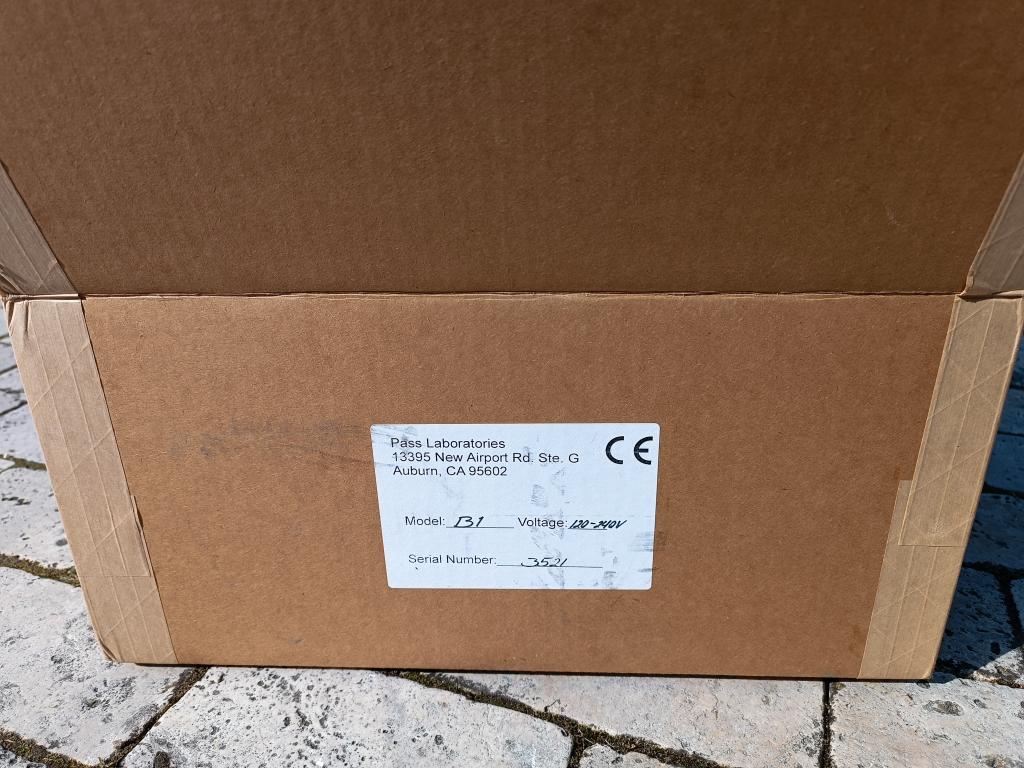 Pass Laboratories
13395 New Airport Rd. Ste. G
Auburn, CA 95602
CE
Model: B1 Voltage: 120-240V
Serial Number: 3521